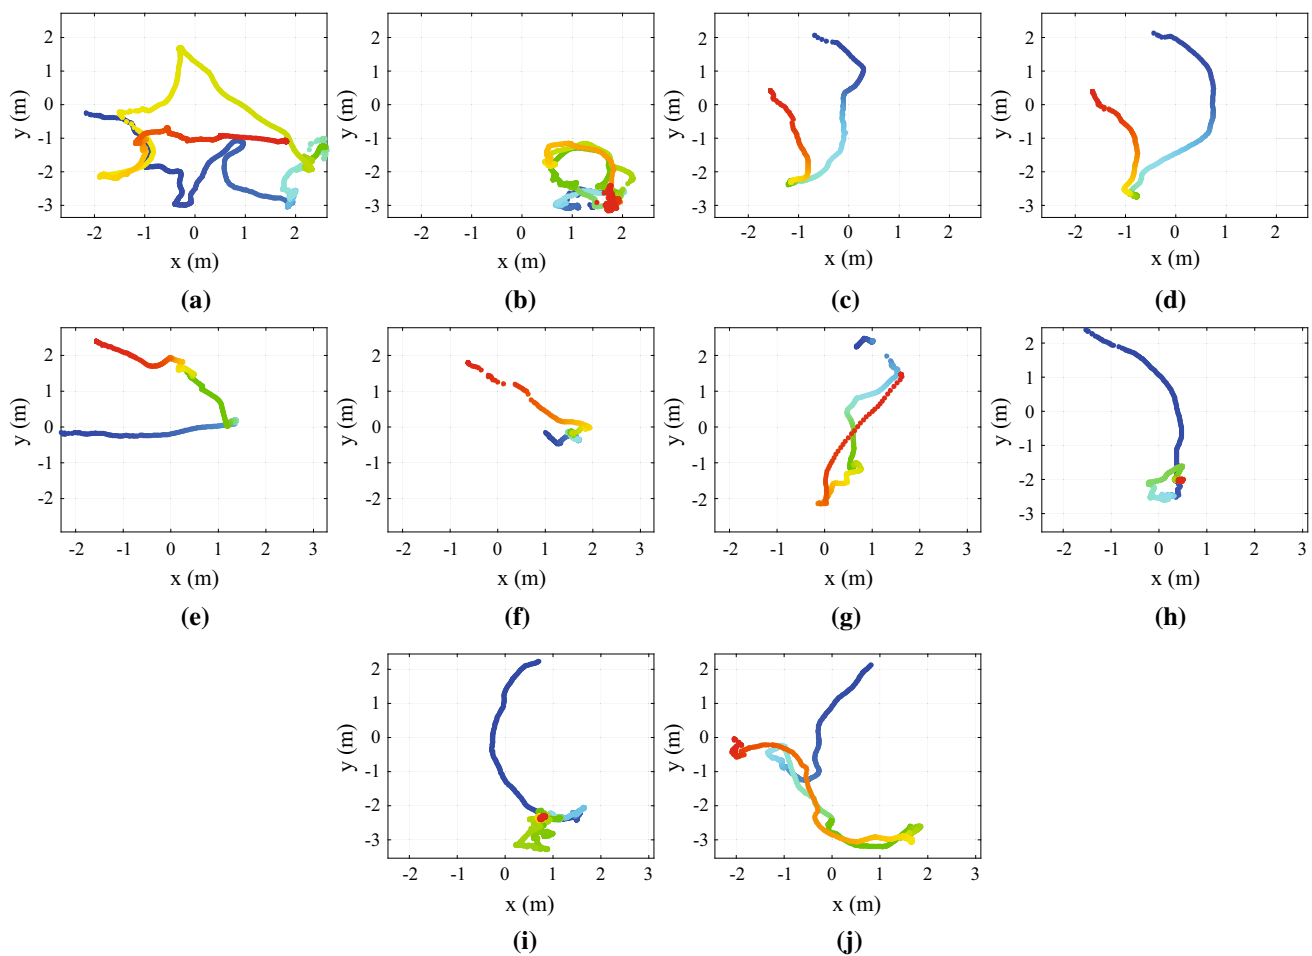 2 2 2 2
1 1 1 1
y (m) 0 y (m) 0 y (m) 0 y (m) 0
-1 -1 -1 -1
-2 -2 -2 -2
-3 -3 -3 -3
-2 -1 0 1 2 -2 -1 0 1 2 -2 -1 0 1 2 -2 -1 0 1 2
x (m) x (m) x (m) x (m)
(a) (b) (c) (d)
2 2 2 2
1 1 1 1
y (m) 0 y (m) 0 y (m) 0 y (m) 0
-1 -1 -1 -1
-2 -2 -2 -2
-3
-2 -1 0 1 2 3 -2 -1 0 1 2 3 -2 -1 0 1 2 3 -2 -1 0 1 2 3
x (m) x (m) x (m) x (m)
(e) (f) (g) (h)
2 2
1 1
y (m) 0 y (m) 0
-1 -1
-2 -2
-3 -3
-2 -1 0 1 2 3 -2 -1 0 1 2 3
x (m) x (m)
(i) (j)